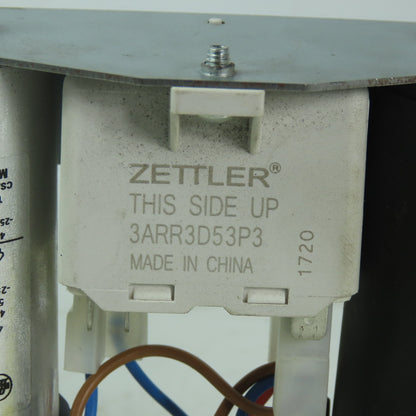 ZETTLER®
THIS SIDE UP
3ARR3D53P3
MADE IN CHINA
1720